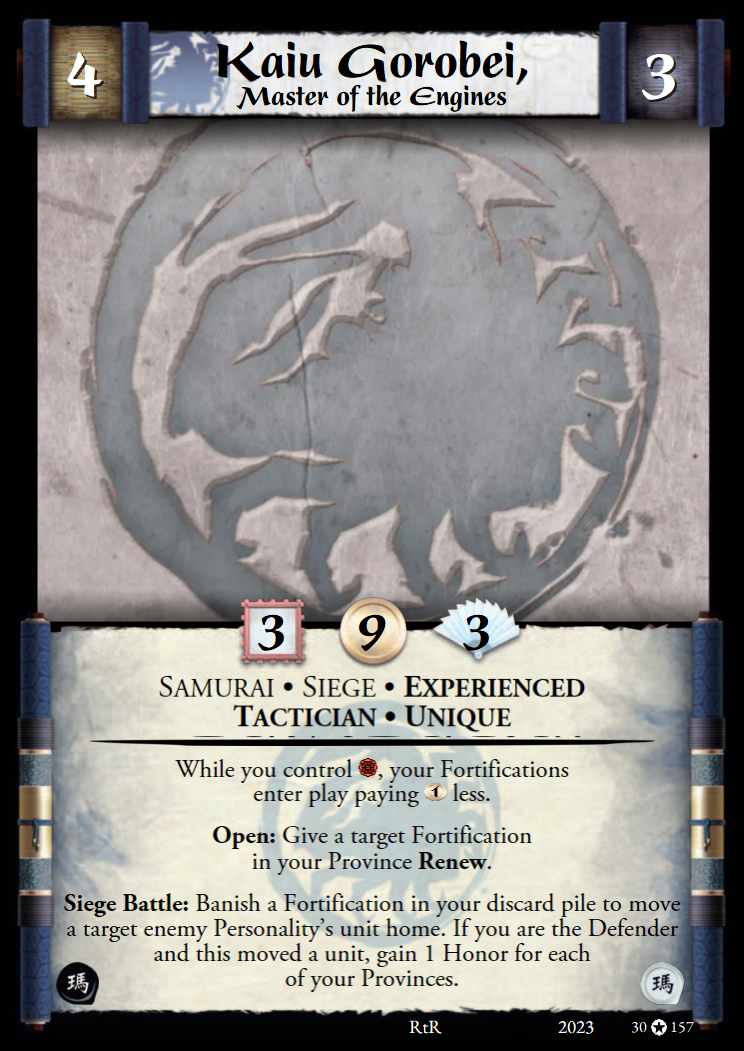 4
Kaiu Gorobei,
3
Master of the Engines
3
9
3
SAMURAI • SIEGE • EXPERIENCED
TACTICIAN • UNIQUE
While you control , your Fortifications
enter play paying 1 less.
Open: Give a target Fortification
in your Province Renew.
Siege Battle: Banish a Fortification in your discard pile to move
a target enemy Personality's unit home. If you are the Defender
and this moved a unit, gain 1 Honor for each
of your Provinces.
瑪
瑪
RtR 2023 30 157